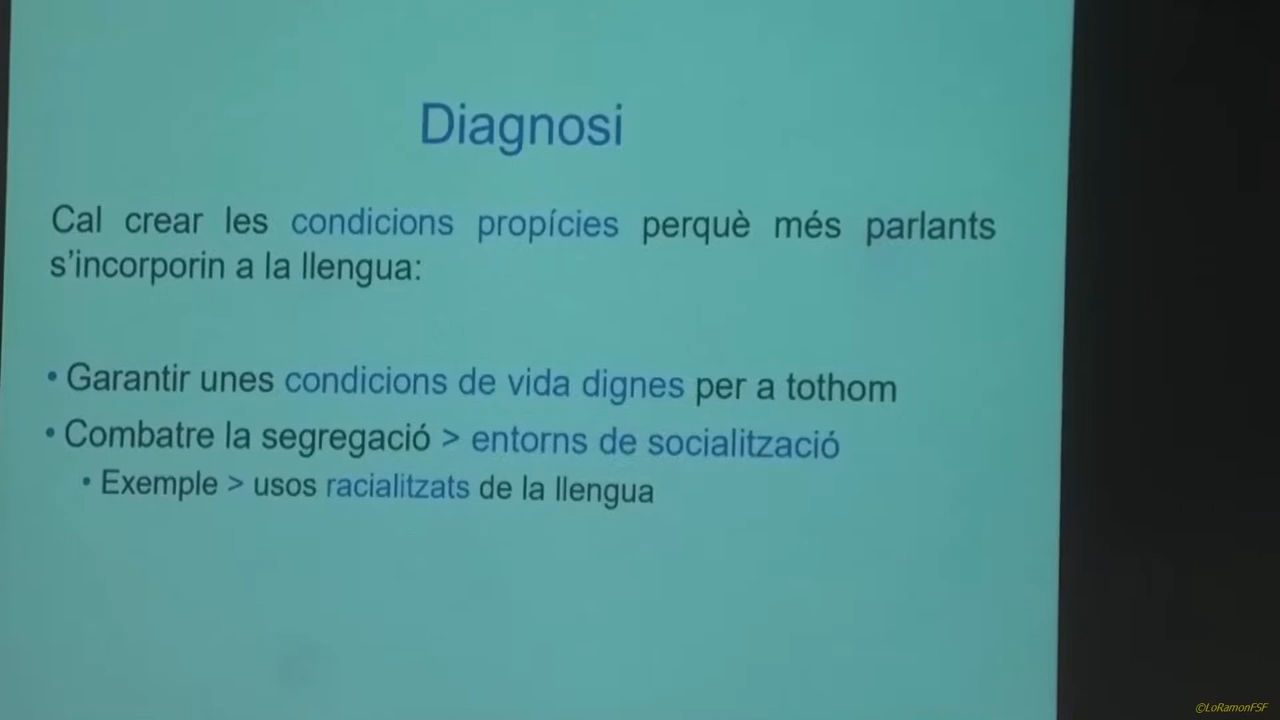 Diagnosi
Cal crear les condicions propícies perquè més parlants
s'incorporin a la llengua:
• Garantir unes condicions de vida dignes per a tothom
• Combatre la segregació > entorns de socialització
• Exemple > usos racialitzats de la llengua
©LoRamonFSF